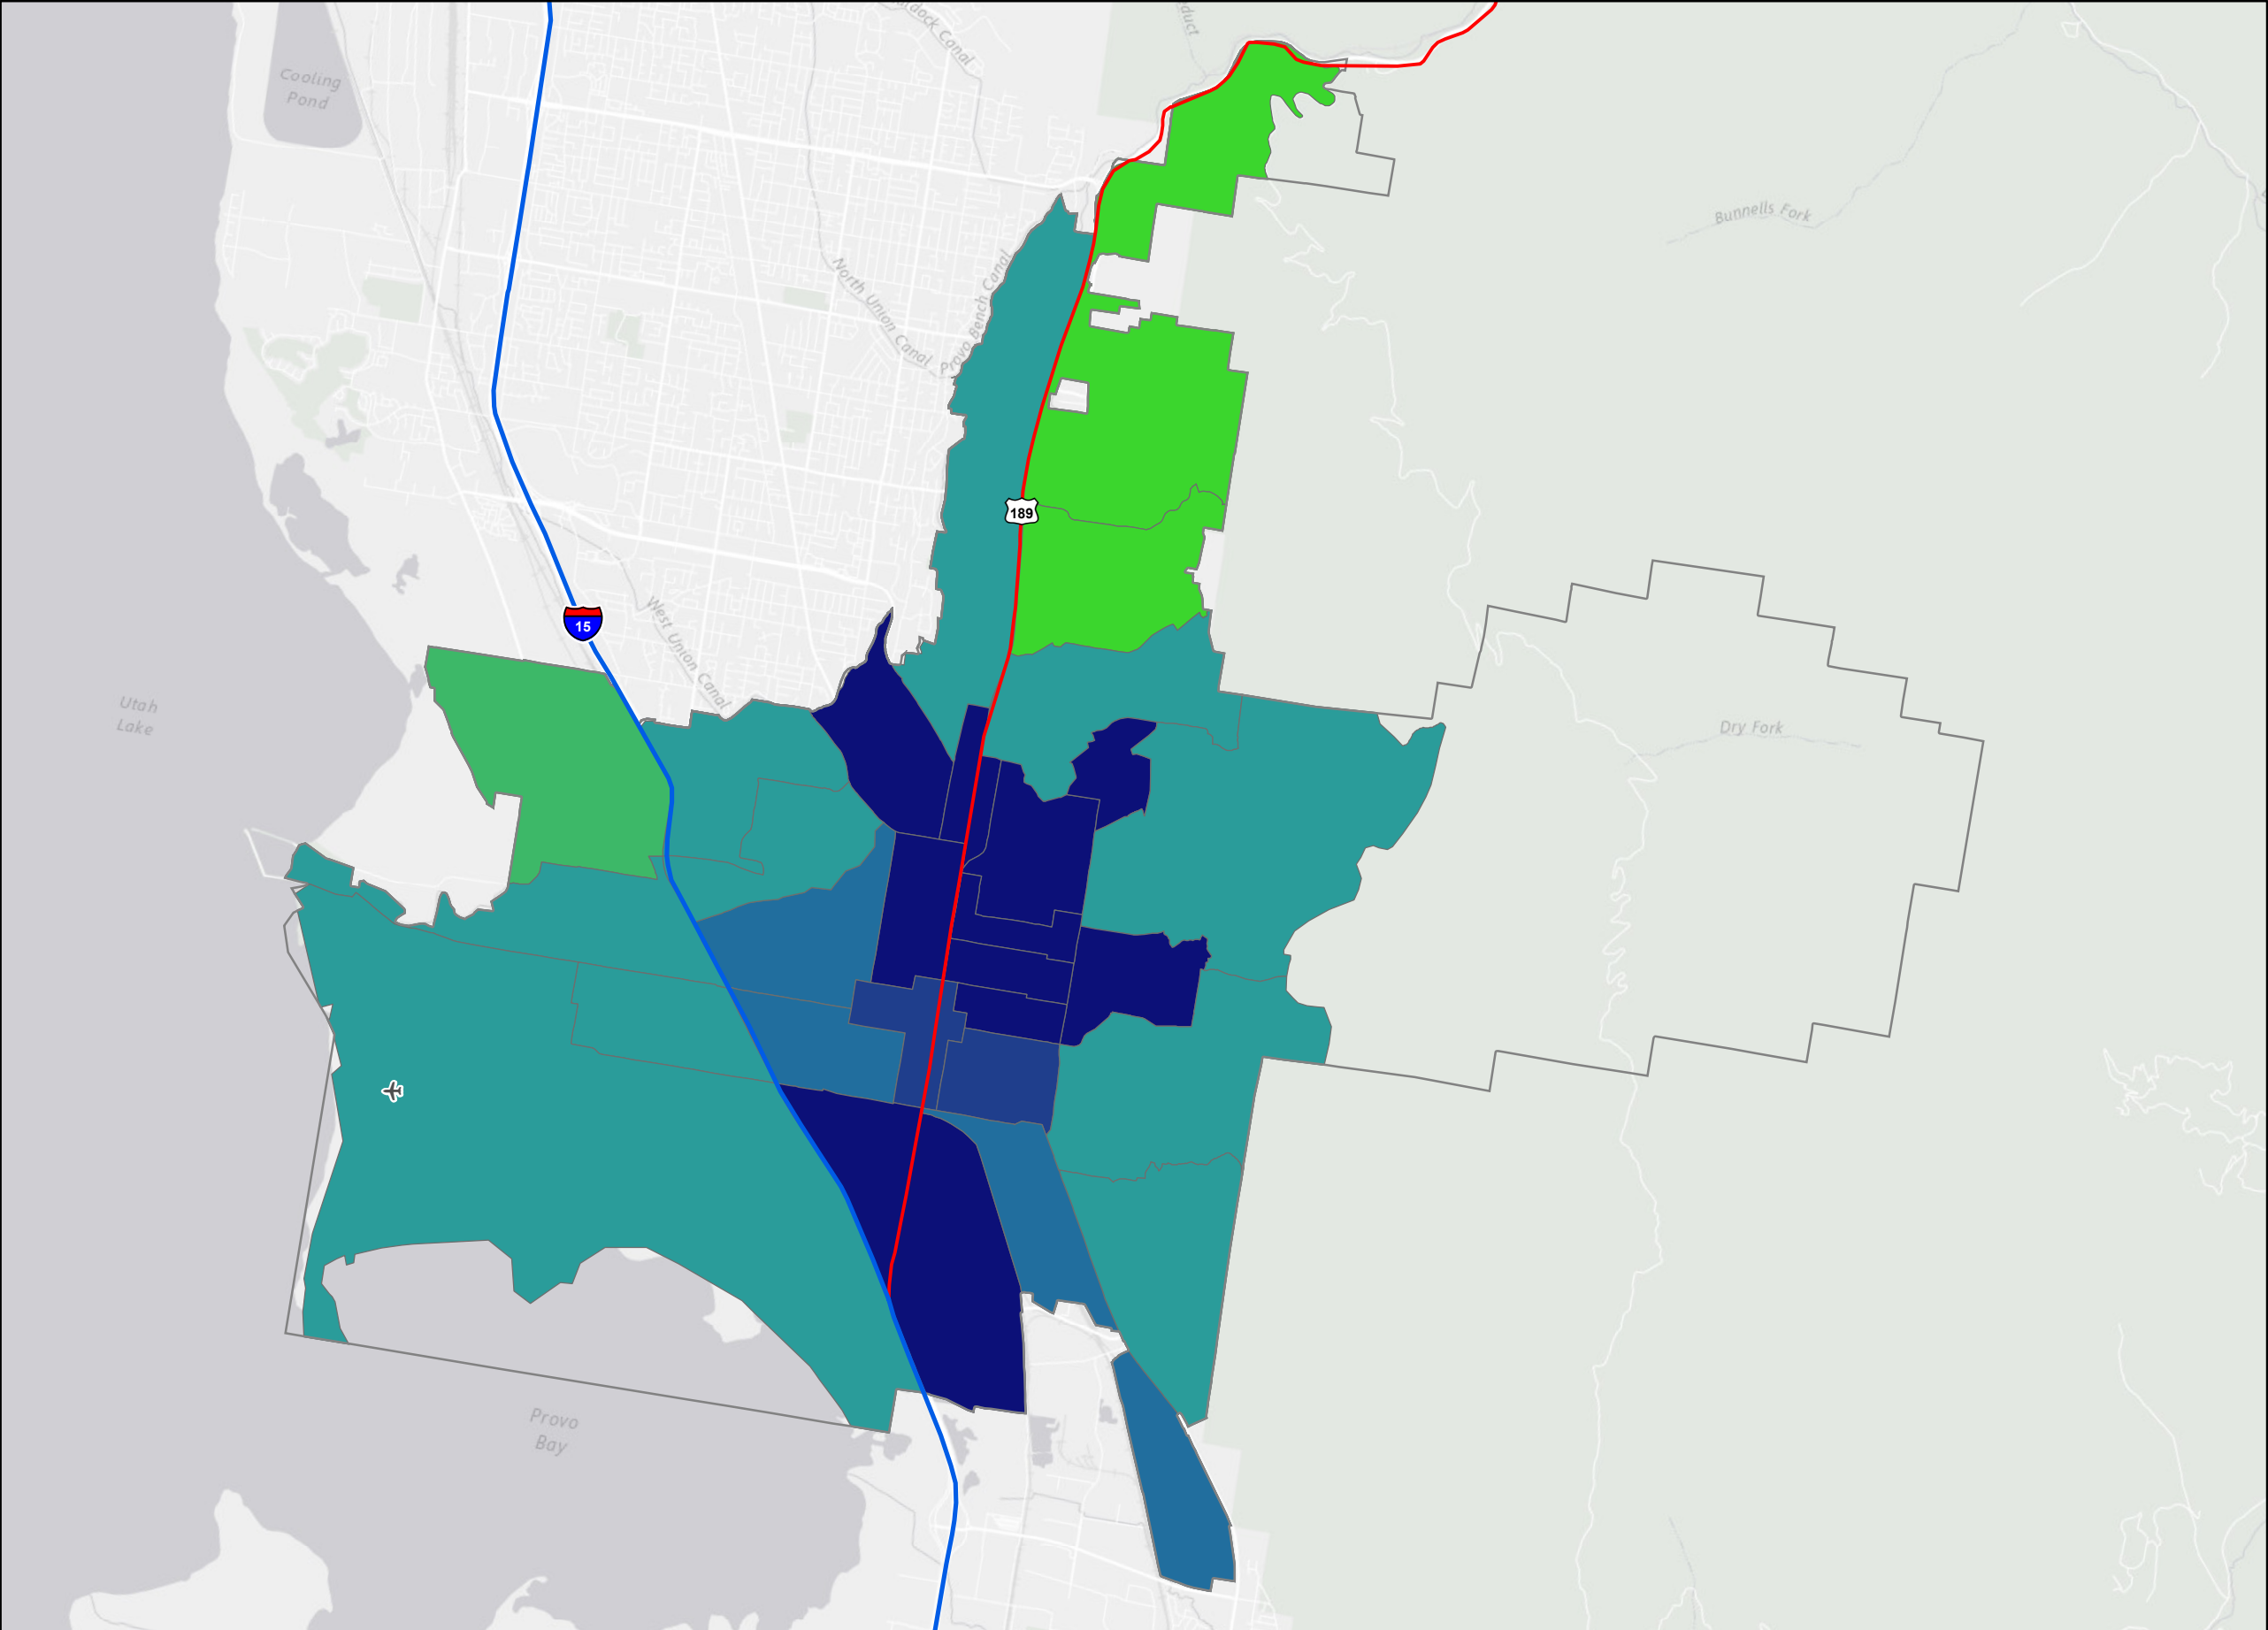 Cooling
Pond
North Union Canal
Provo Bench Canal
Bunnells Fork
189
15
West Union Canal
Utah
Lake
Dry Fork
Provo
Bay